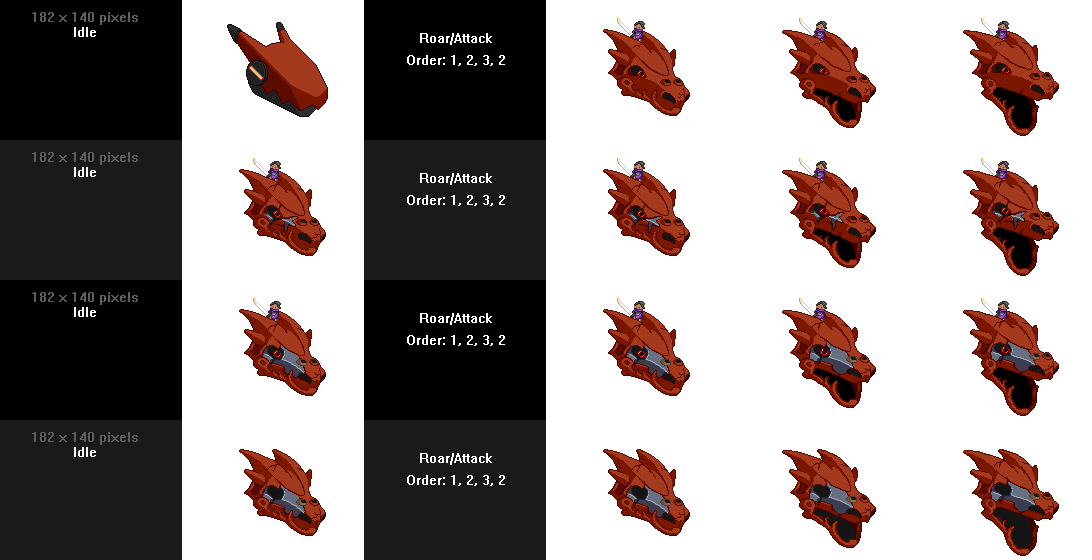 182 × 140 pixels
Idle
Roar/Attack
Order: 1, 2, 3, 2
182 × 140 pixels
Idle
Roar/Attack
Order: 1, 2, 3, 2
182 × 140 pixels
Idle
Roar/Attack
Order: 1, 2, 3, 2
182 × 140 pixels
Idle
Roar/Attack
Order: 1, 2, 3, 2